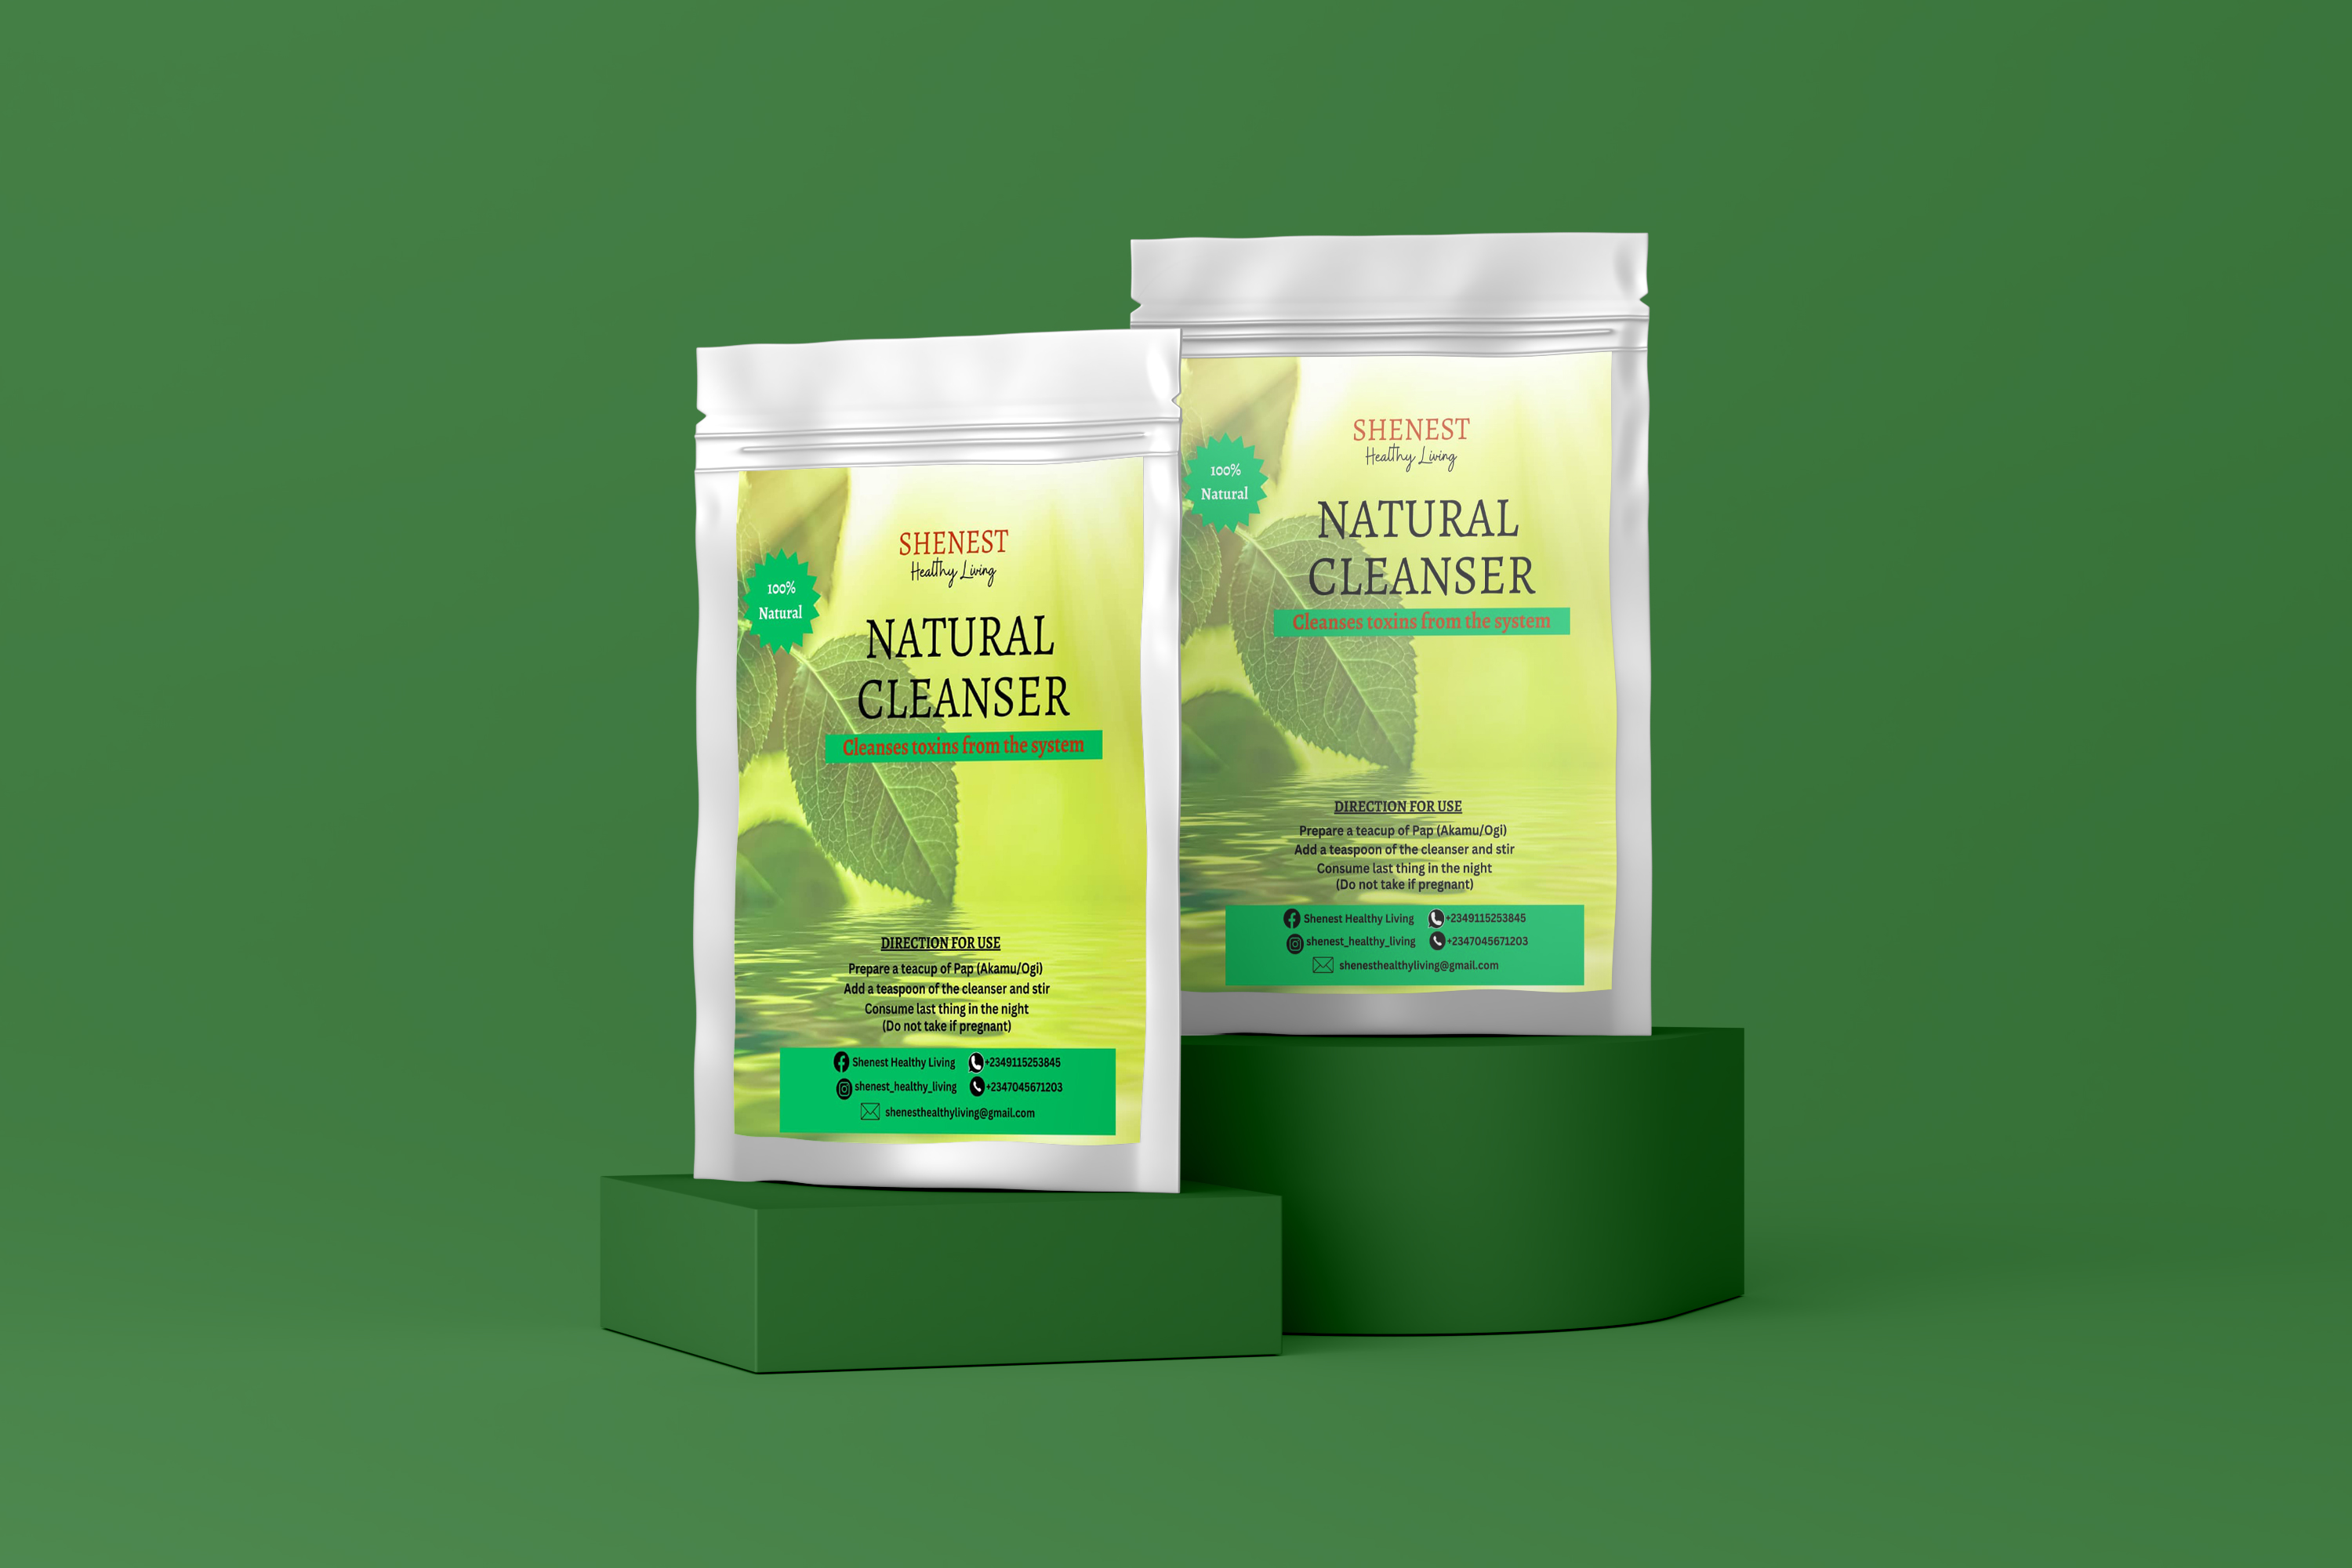 SHENEST
Healthy Living
100%
Natural
NATURAL
CLEANSER
Cleanses toxins from the system
DIRECTION FOR USE
Prepare a teacup of Pap (Akamu/Ogi)
Add a teaspoon of the cleanser and stir
Consume last thing in the night
(Do not take if pregnant)
Shenest Healthy Living +2349115253845
shenest_healthy_living +2347045671203
shenesthealthyliving@gmail.com
SHENEST
Healthy Living
100%
Natural
NATURAL
CLEANSER
Cleanses toxins from the system
DIRECTION FOR USE
Prepare a teacup of Pap (Akamu/Ogi)
Add a teaspoon of the cleanser and stir
Consume last thing in the night
(Do not take if pregnant)
Shenest Healthy Living +2349115253845
shenest_healthy_living +2347045671203
shenesthealthyliving@gmail.com